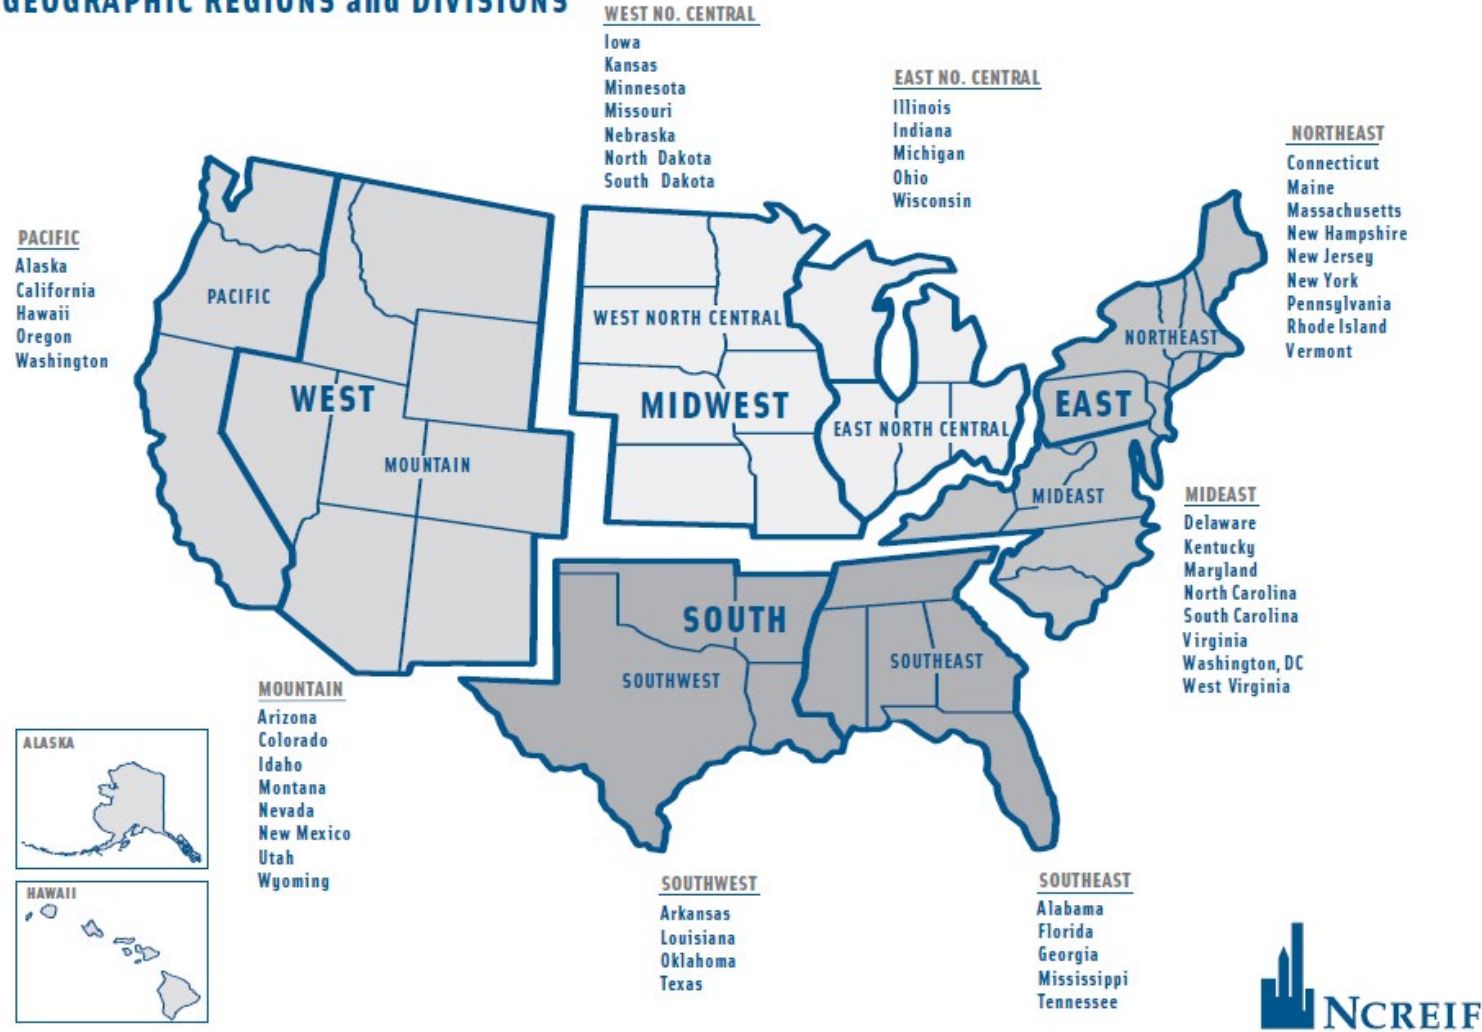 GEOGRAPHIC REGIONS and DIVISIONS
WEST NO. CENTRAL
Iowa
Kansas
Minnesota
Missouri
Nebraska
North Dakota
South Dakota
EAST NO. CENTRAL
Illinois
Indiana
Michigan
Ohio
Wisconsin
NORTHEAST
Connecticut
Maine
Massachusetts
New Hampshire
New Jersey
New York
Pennsylvania
Rhode Island
Vermont
PACIFIC
Alaska
California
Hawaii
Oregon
Washington
PACIFIC
WEST
MOUNTAIN
WEST NORTH CENTRAL
MIDWEST
EAST NORTH CENTRAL
NORTHEAST
EAST
MIDEAST
SOUTH
SOUTHWEST
SOUTHEAST
MIDEAST
Delaware
Kentucky
Maryland
North Carolina
South Carolina
Virginia
Washington, DC
West Virginia
MOUNTAIN
Arizona
Colorado
Idaho
Montana
Nevada
New Mexico
Utah
Wyoming
ALASKA
HAWAII
SOUTHWEST
Arkansas
Louisiana
Oklahoma
Texas
SOUTHEAST
Alabama
Florida
Georgia
Mississippi
Tennessee
NCREIF